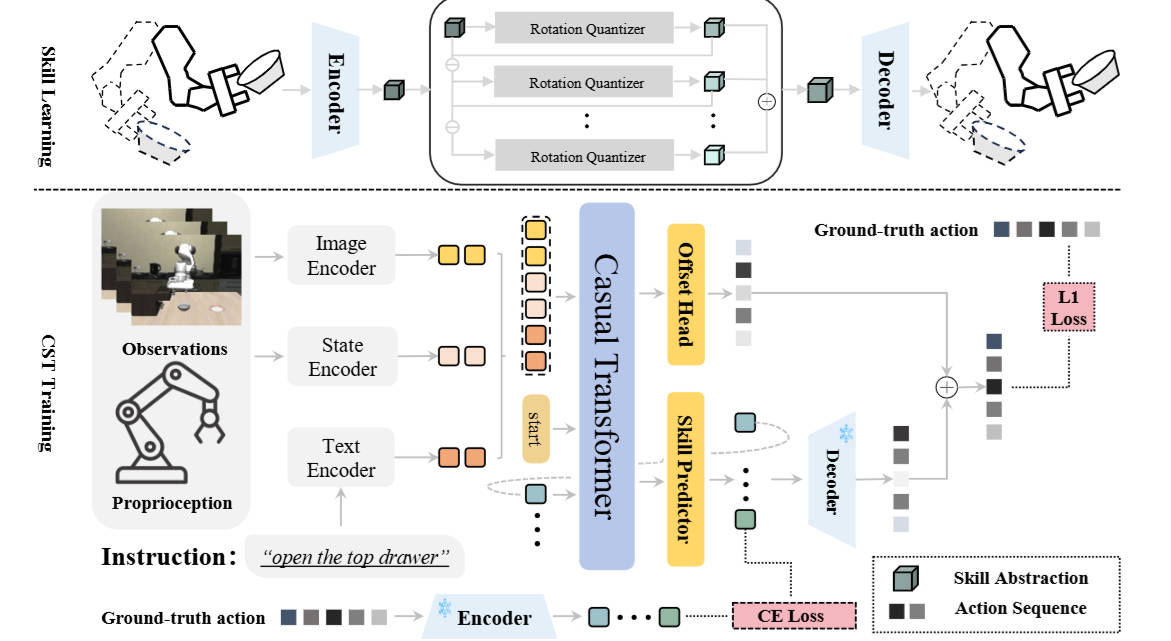 Skill Learning
Encoder
Rotation Quantizer
Rotation Quantizer
Rotation Quantizer
Decoder
CST Training
Observations
Proprioception
Image
Encoder
State
Encoder
Text
Encoder
Instruction:
“open the top drawer”
start
Casual Transformer
Offset Head
Skill Predictor
Decoder
Ground-truth action
L1
Loss
Ground-truth action
Encoder
CE Loss
Skill Abstraction
Action Sequence